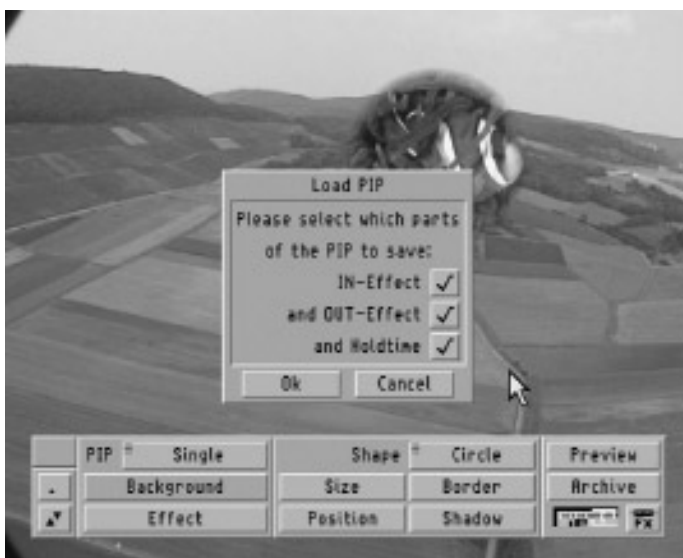 Load PIP
Please select which parts
of the PIP to save:
IN-Effect
and OUT-Effect
and Holdtime
Ok Cancel
PIP Single Shape Circle Preview
Background Size Border Archive
Effect Position Shadow FX